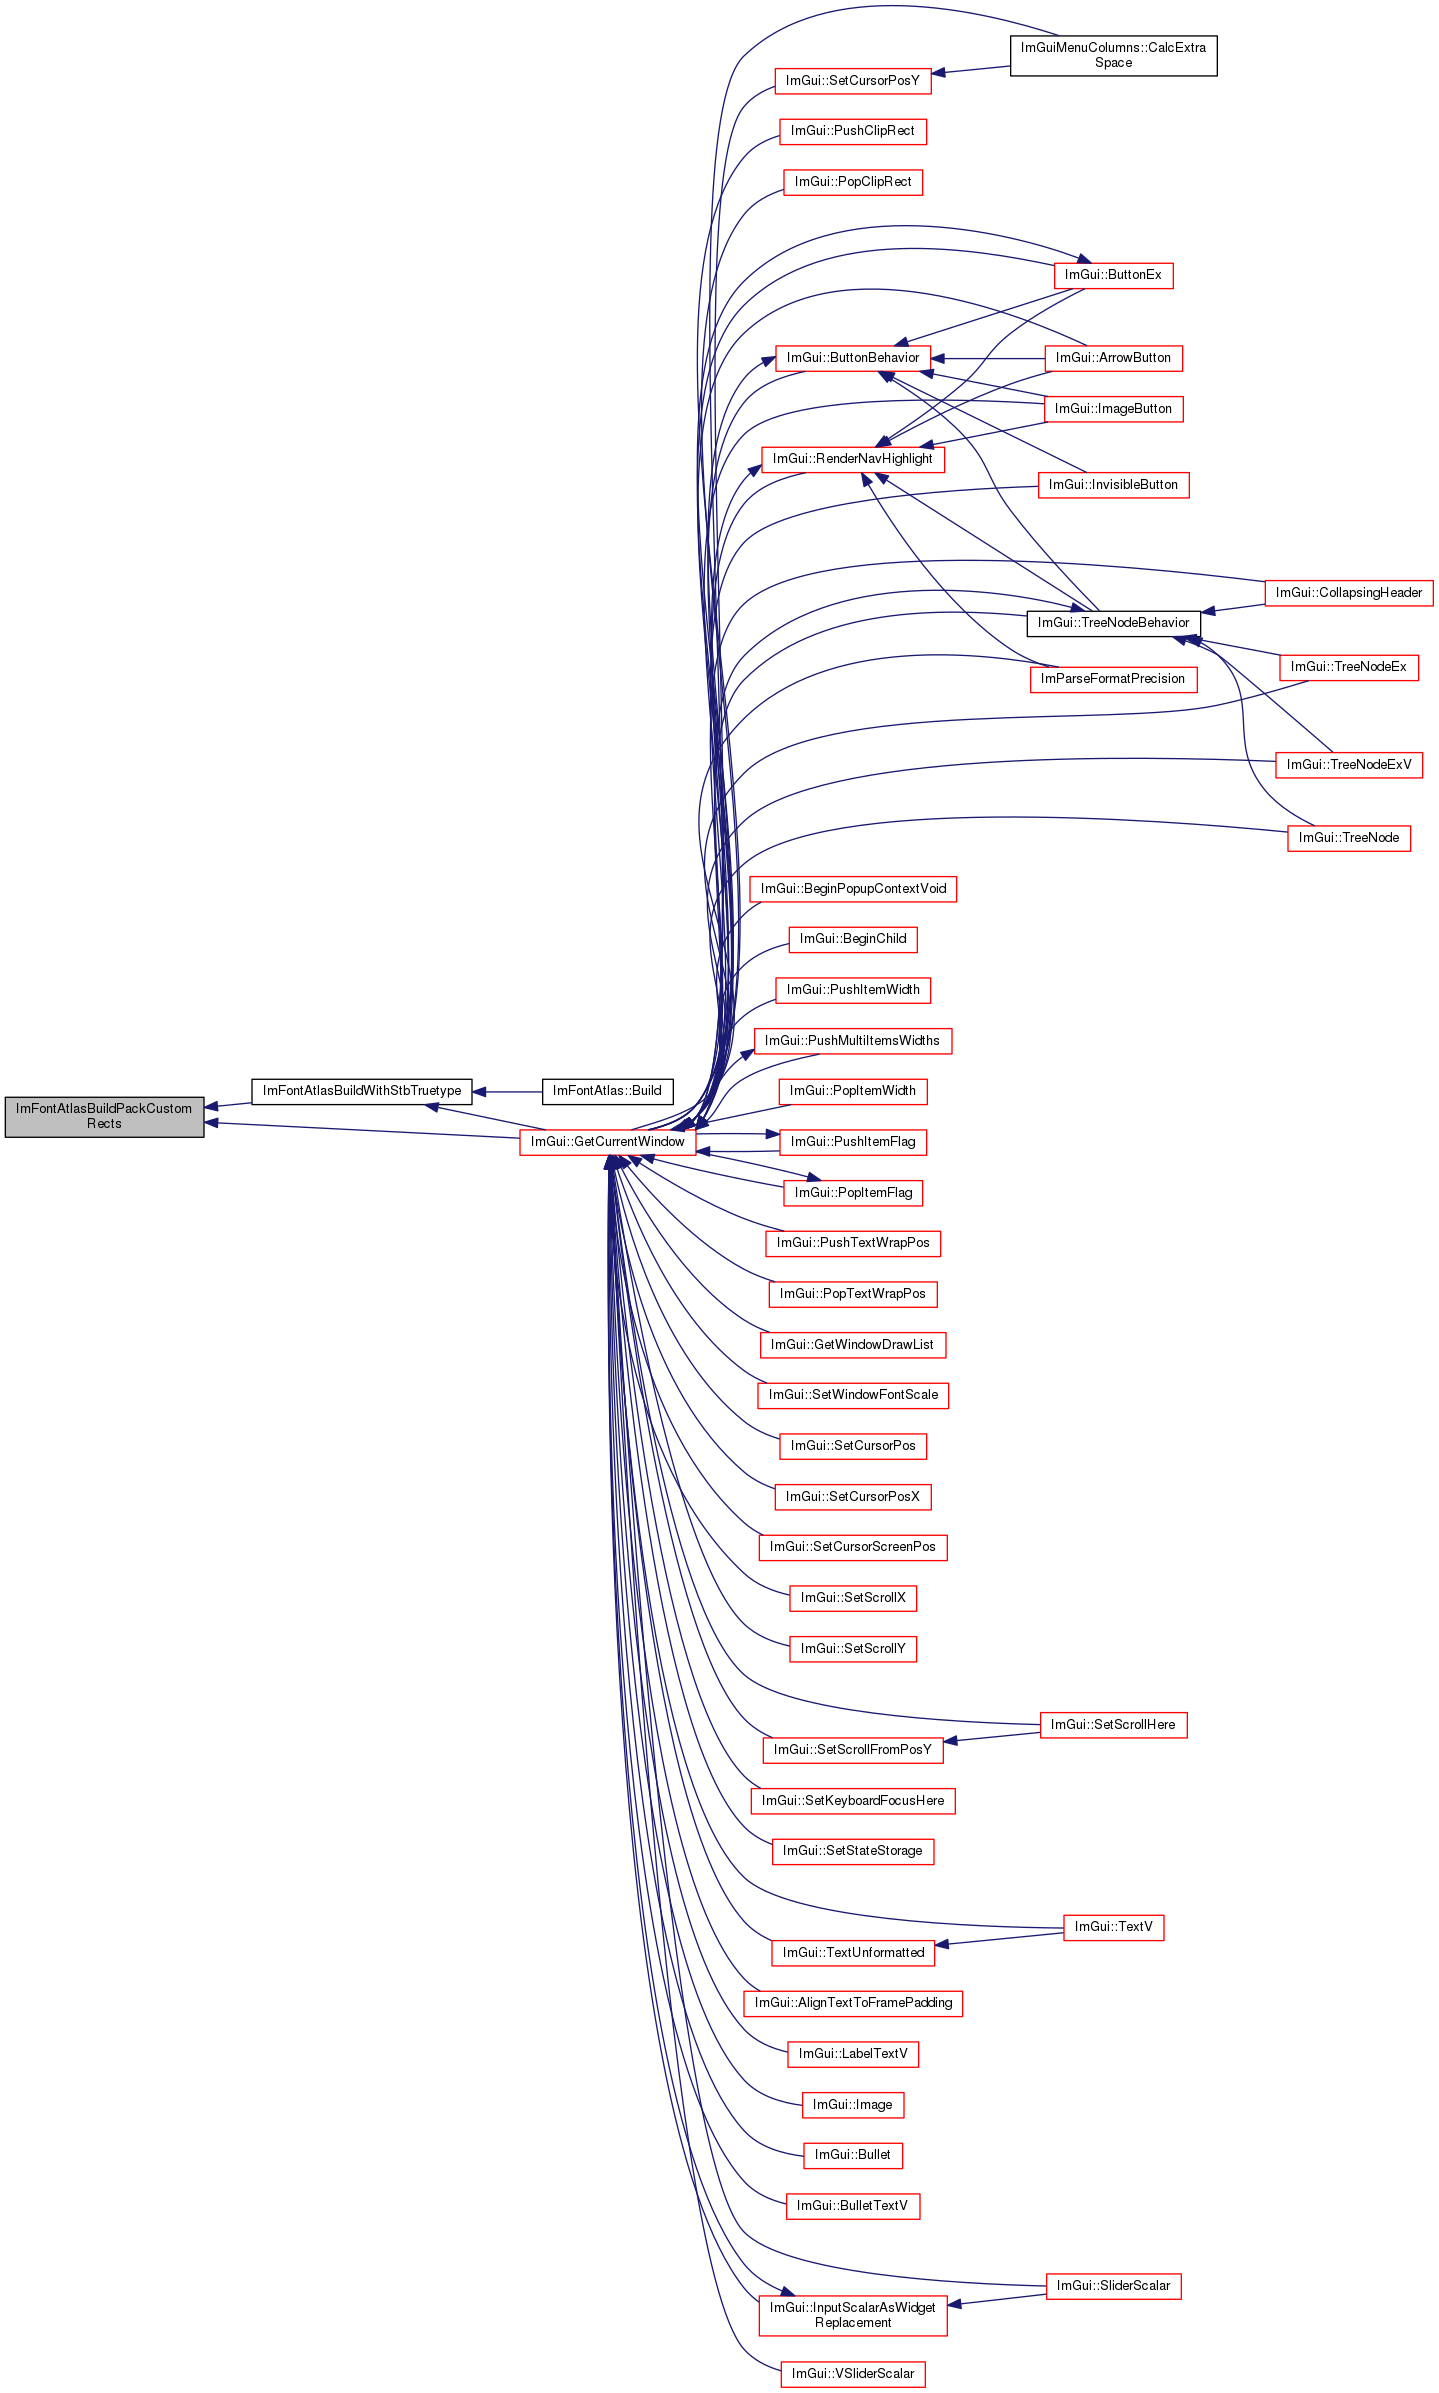 ImGuiMenuColumns::CalcExtra
Space
ImGui::SetCursorPosY
ImGui::PushClipRect
ImGui::PopClipRect
ImGui::ButtonEx
ImGui::ButtonBehavior
ImGui::ArrowButton
ImGui::ImageButton
ImGui::RenderNavHighlight
ImGui::InvisibleButton
ImGui::CollapsingHeader
ImGui::TreeNodeBehavior
ImGui::TreeNodeEx
ImParseFormatPrecision
ImGui::TreeNodeExV
ImGui::TreeNode
ImGui::BeginPopupContextVoid
ImGui::BeginChild
ImGui::PushItemWidth
ImGui::PushMultiItemsWidths
ImFontAtlasBuildWithStbTruetype
ImFontAtlas::Build
ImGui::PopItemWidth
ImFontAtlasBuildPackCustom
Rects
ImGui::GetCurrentWindow
ImGui::PushItemFlag
ImGui::PopItemFlag
ImGui::PushTextWrapPos
ImGui::PopTextWrapPos
ImGui::GetWindowDrawList
ImGui::SetWindowFontScale
ImGui::SetCursorPos
ImGui::SetCursorPosX
ImGui::SetCursorScreenPos
ImGui::SetScrollX
ImGui::SetScrollY
ImGui::SetScrollHere
ImGui::SetScrollFromPosY
ImGui::SetKeyboardFocusHere
ImGui::SetStateStorage
ImGui::TextV
ImGui::TextUnformatted
ImGui::AlignTextToFramePadding
ImGui::LabelTextV
ImGui::Image
ImGui::Bullet
ImGui::BulletTextV
ImGui::SliderScalar
ImGui::InputScalarAsWidget
Replacement
ImGui::VSliderScalar